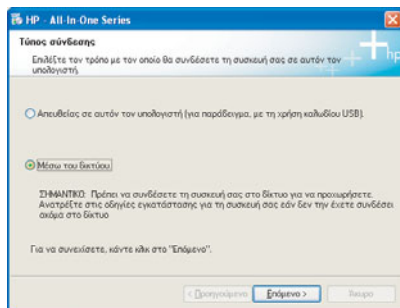 HP - All-In-One Series
Τύπος σύνδεσης
Επιλέξτε τον τρόπο με τον οποίο θα συνδέσετε τη συσκευή σας σε αυτόν τον
υπολογιστή.
hp
Απευθείας σε αυτόν τον υπολογιστή (για παράδειγμα, με τη χρήση καλωδίου USB).
Μέσω του δικτύου.
ΣΗΜΑΝΤΙΚΟ: Πρέπει να συνδέσετε τη συσκευή σας στο δίκτυο για να προχωρήσετε.
Ανατρέξτε στις οδηγίες εγκατάστασης για τη συσκευή σας εάν δεν την έχετε συνδέσει
ακόμα στο δίκτυο
Για να συνεχίσετε, κάντε κλικ στο "Επόμενο".
< Προηγούμενο Επόμενο > Άκυρο